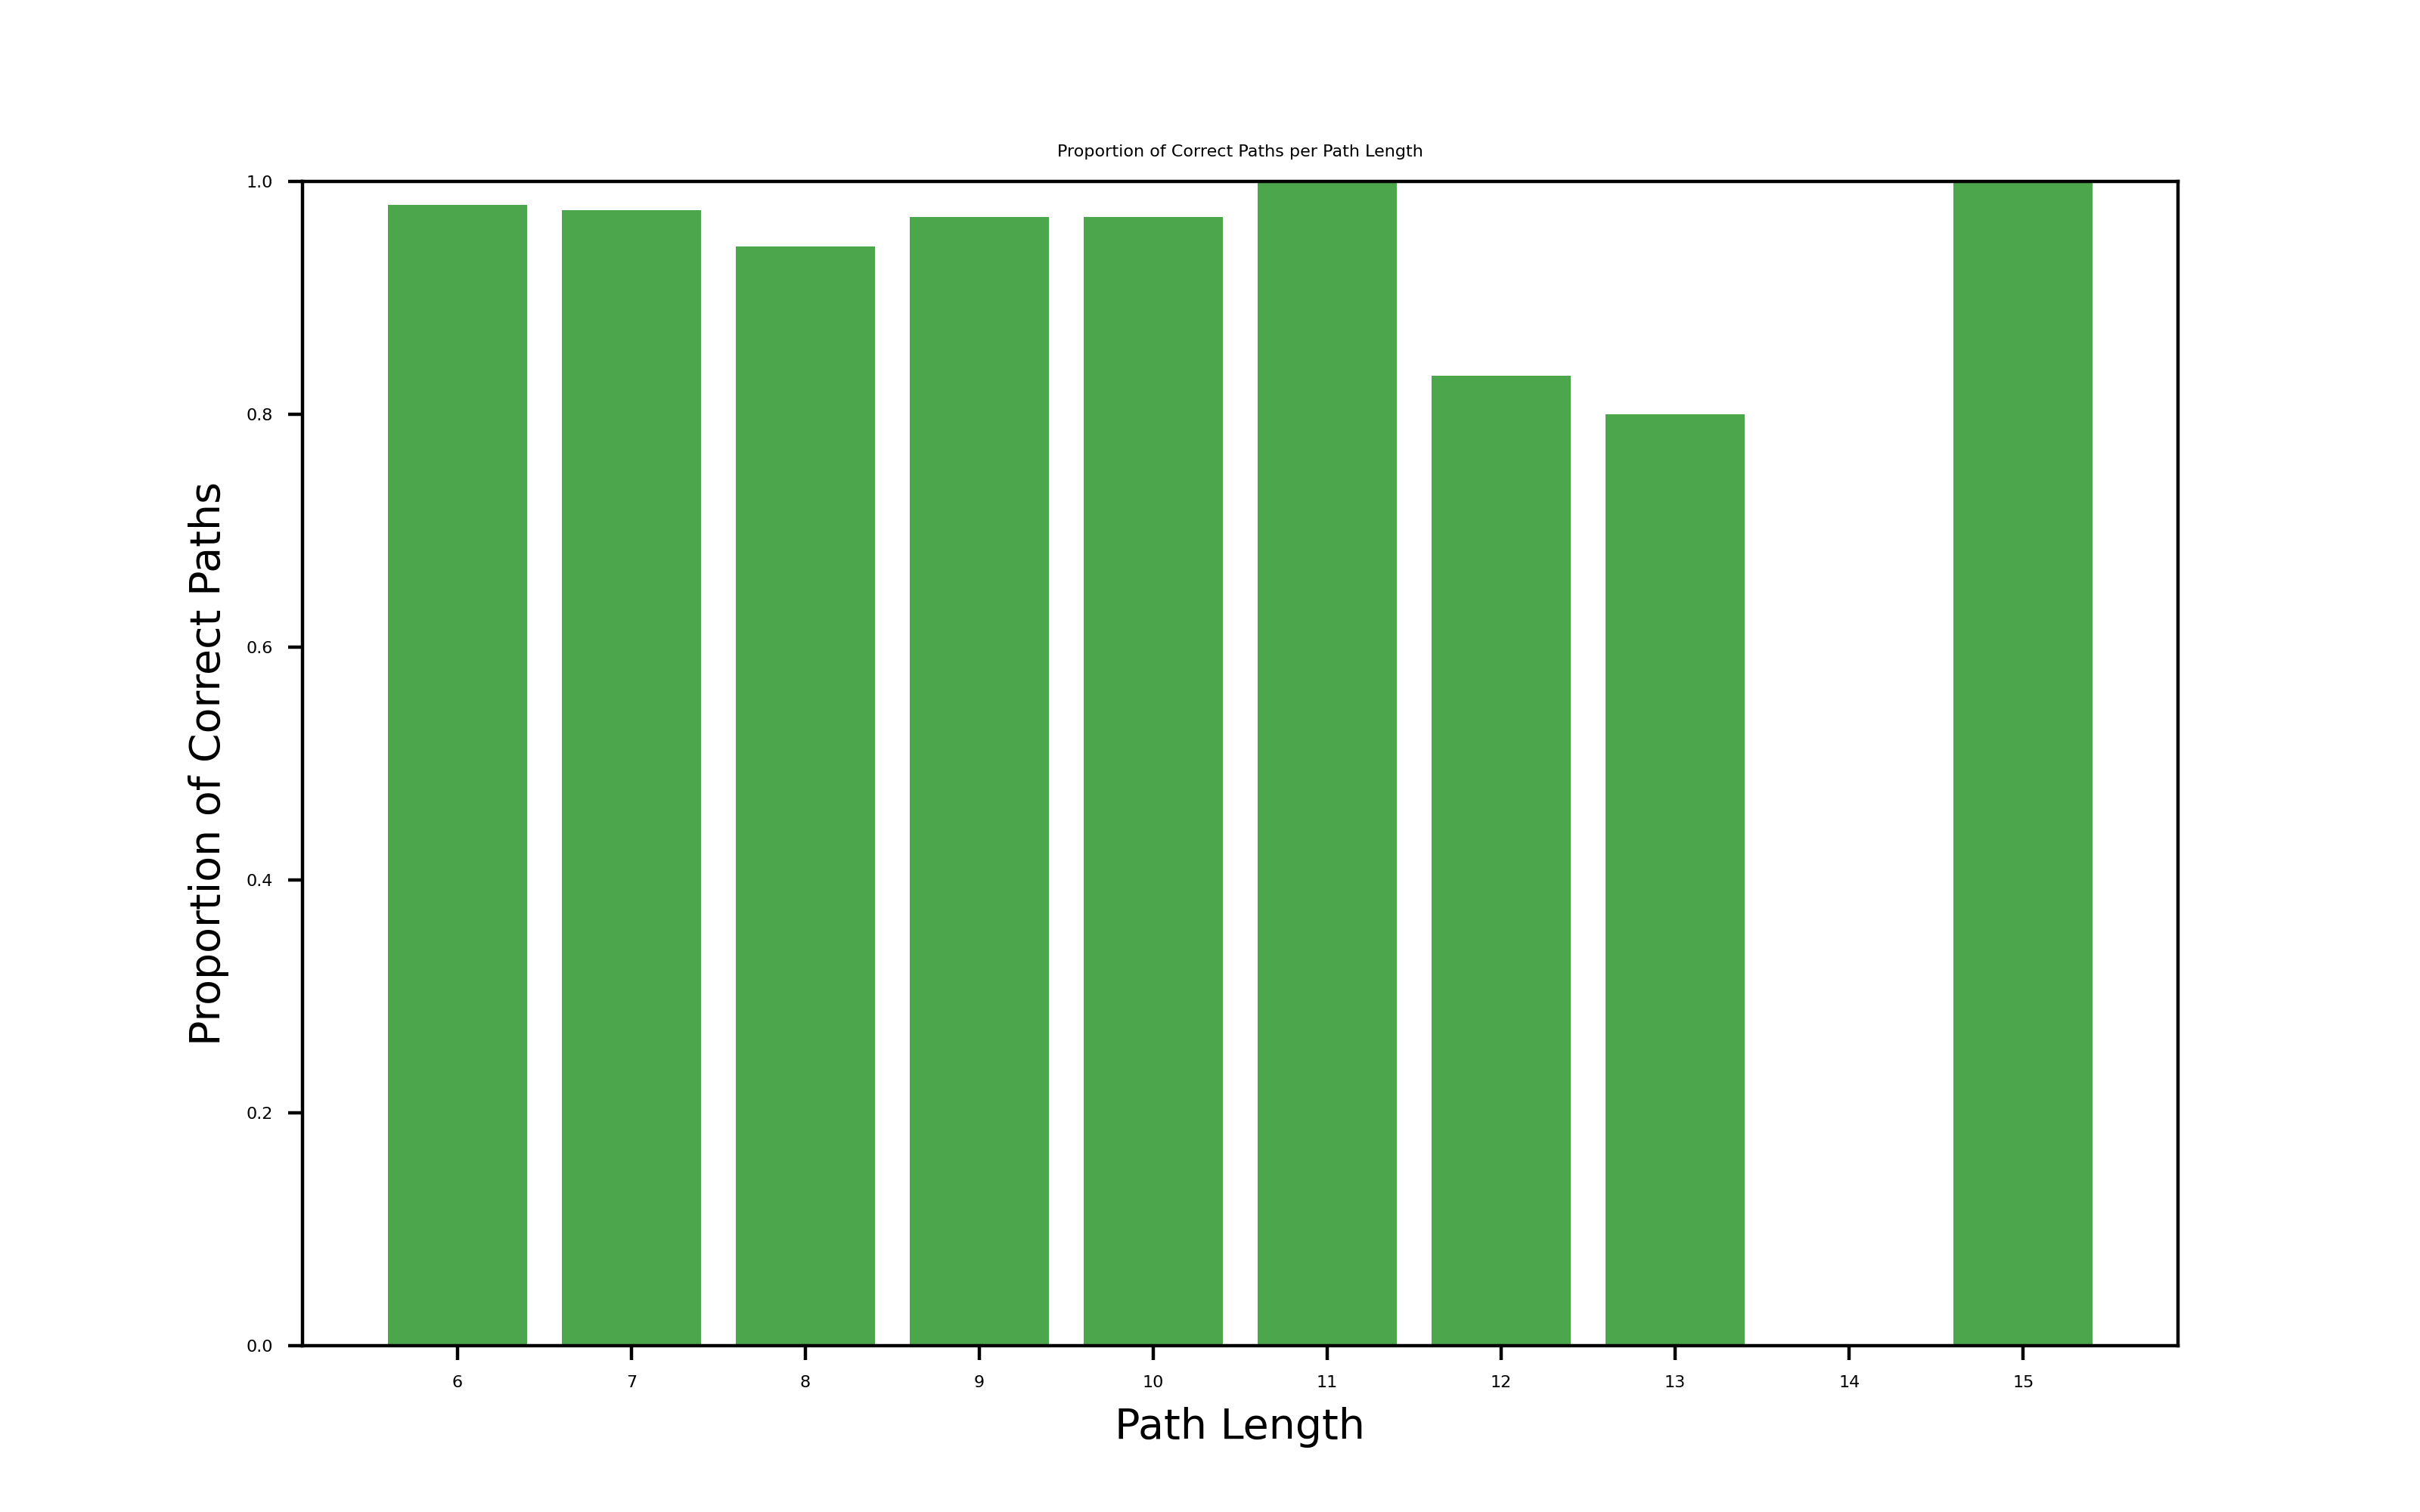 Proportion of Correct Paths per Path Length
Proportion of Correct Paths
1.0
0.8
0.6
0.4
0.2
0.0
6 7 8 9 10 11 12 13 14 15
Path Length